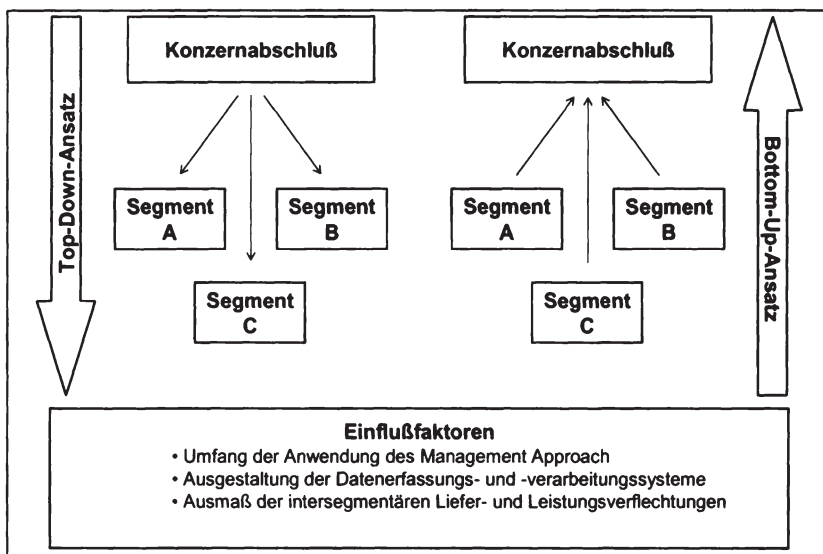 Top-Down-Ansatz
Konzernabschluß
Segment
A
Segment
B
Segment
C
Konzernabschluß
Segment
A
Segment
B
Segment
C
Bottom-Up-Ansatz
Einflußfaktoren
• Umfang der Anwendung des Management Approach
• Ausgestaltung der Datenerfassungs- und -verarbeitungssysteme
• Ausmaß der intersegmentären Liefer- und Leistungsverflechtungen